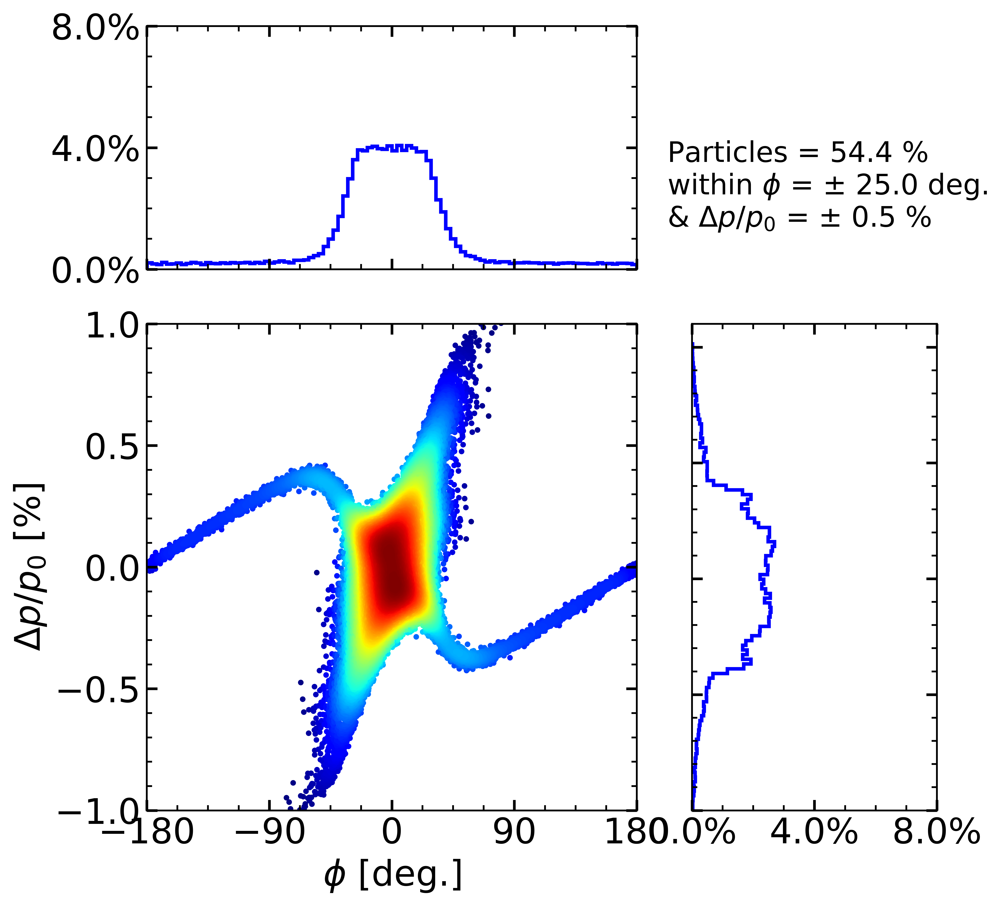 8.0%
4.0%
0.0%
Particles = 54.4 %
within ϕ = ± 25.0 deg.
& Δp/p₀ = ± 0.5 %
1.0
0.5
0.0
−0.5
−1.0
Δp/p₀ [%]
−180 −90 0 90 180
0.0% 4.0% 8.0%
ϕ [deg.]